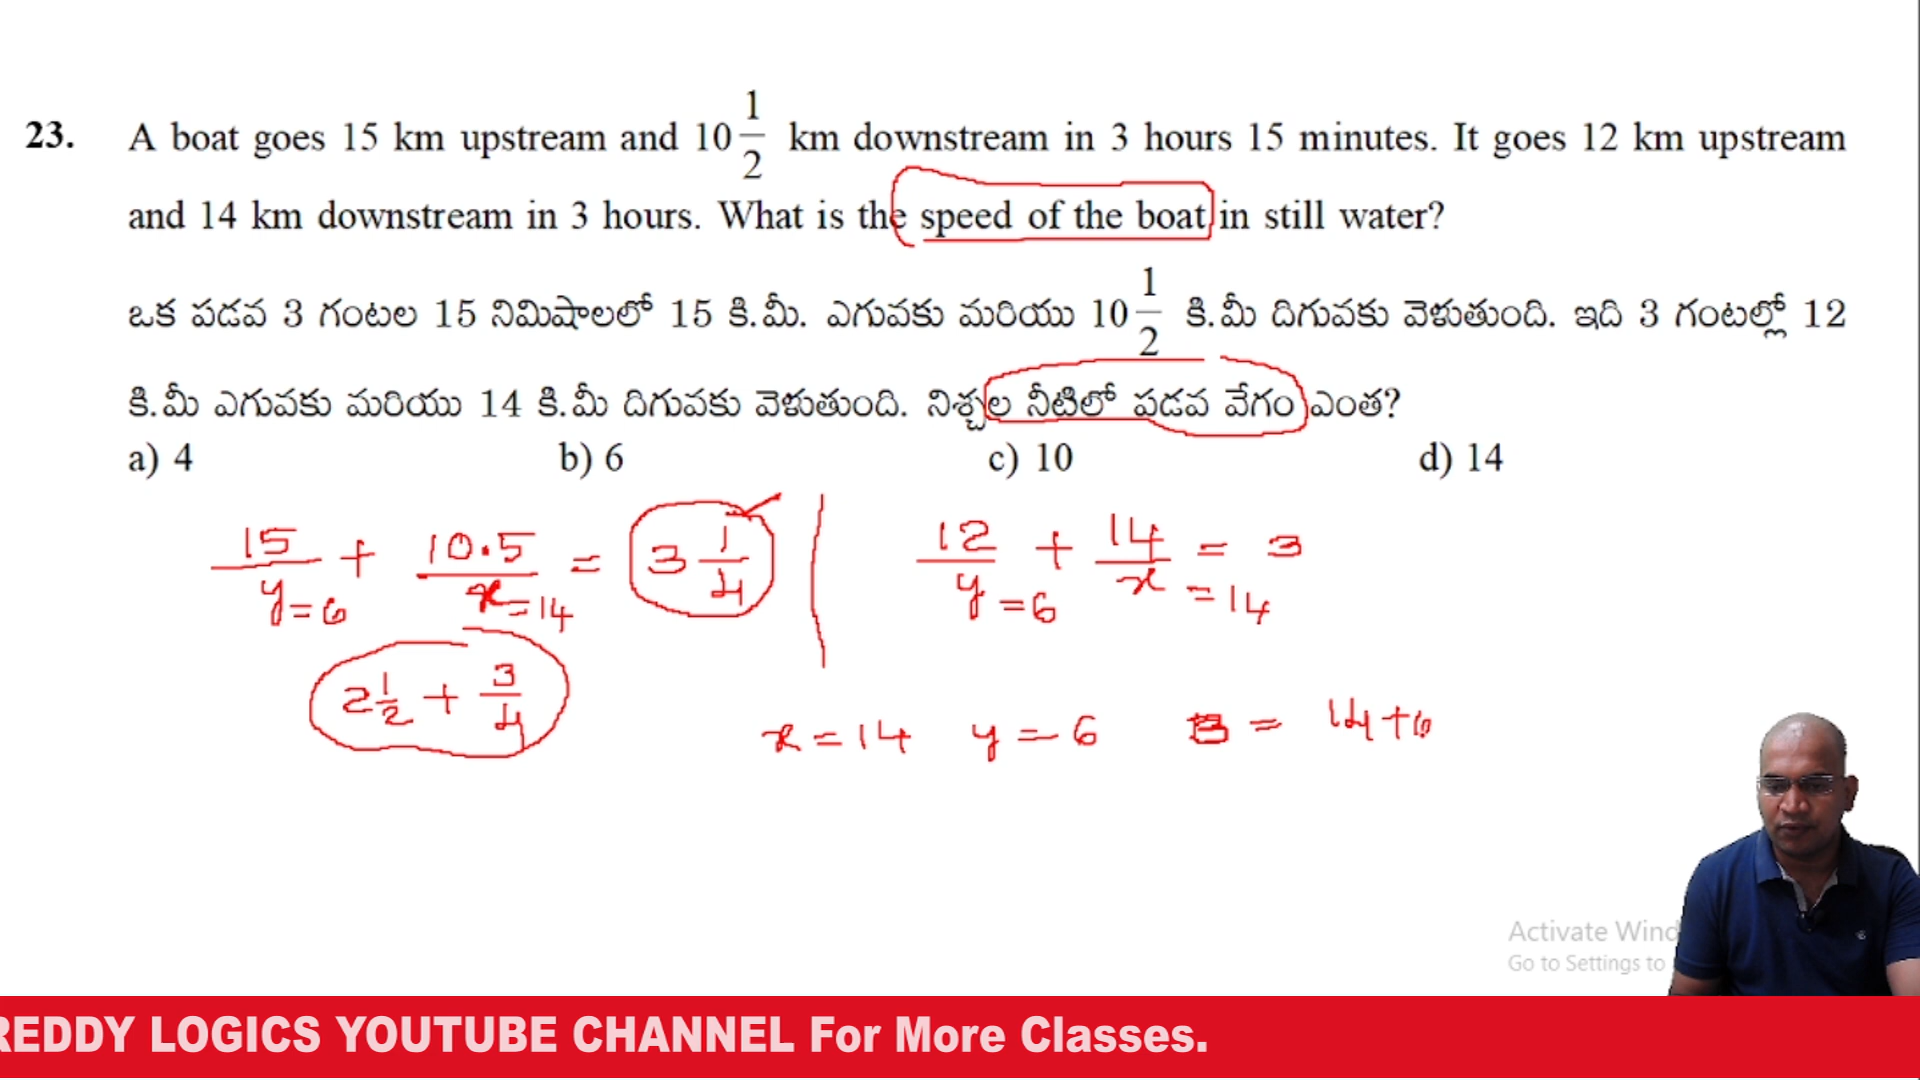 23. A boat goes 15 km upstream and 10 1/2 km downstream in 3 hours 15 minutes. It goes 12 km upstream
and 14 km downstream in 3 hours. What is the speed of the boat in still water?
ఒక పడవ 3 గంటల 15 నిమిషాలలో 15 కి.మీ. ఎగువకు మరియు 10 1/2 కి.మీ దిగువకు వెళుతుంది. ఇది 3 గంటల్లో 12
కి.మీ ఎగువకు మరియు 14 కి.మీ దిగువకు వెళుతుంది. నిశ్చల నీటిలో పడవ వేగం ఎంత?
a) 4 b) 6 c) 10 d) 14
15/y=6 + 10.5/x=14 = 3 1/4 12/y=6 + 14/x=14 = 3
2 1/2 + 3/4
x=14 y=6 B = 14+6
Activate Wind
Go to Settings to
REDDY LOGICS YOUTUBE CHANNEL For More Classes.